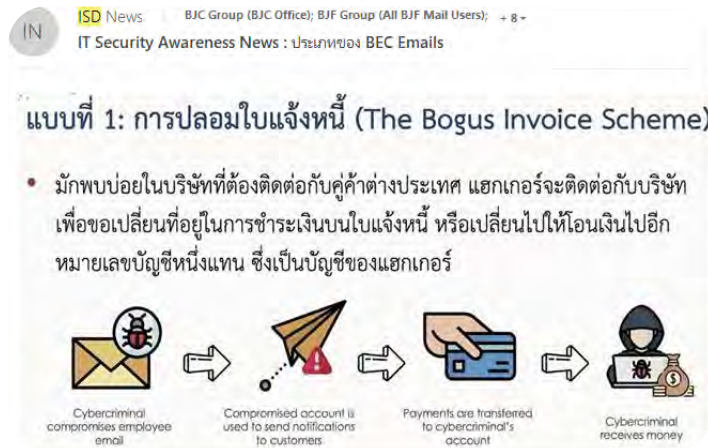 IN
ISD News
BJC Group (BJC Office); BJF Group (All BJF Mail Users); + 8
IT Security Awareness News : ประเภทของ BEC Emails
แบบที่ 1: การปลอมใบแจ้งหนี้ (The Bogus Invoice Scheme)
• มักพบบ่อยในบริษัทที่ต้องติดต่อกับคู่ค้าต่างประเทศ แฮกเกอร์จะติดต่อกับบริษัท
เพื่อขอเปลี่ยนที่อยู่ในการชำระเงินบนใบแจ้งหนี้ หรือเปลี่ยนไปให้โอนเงินไปอีก
หมายเลขบัญชีหนึ่งแทน ซึ่งเป็นบัญชีของแฮกเกอร์
Cybercriminal
compromises employee
email
Compromised account is
used to send notifications
to customers
Payments are transferred
to cybercriminal's
account
Cybercriminal
receives money